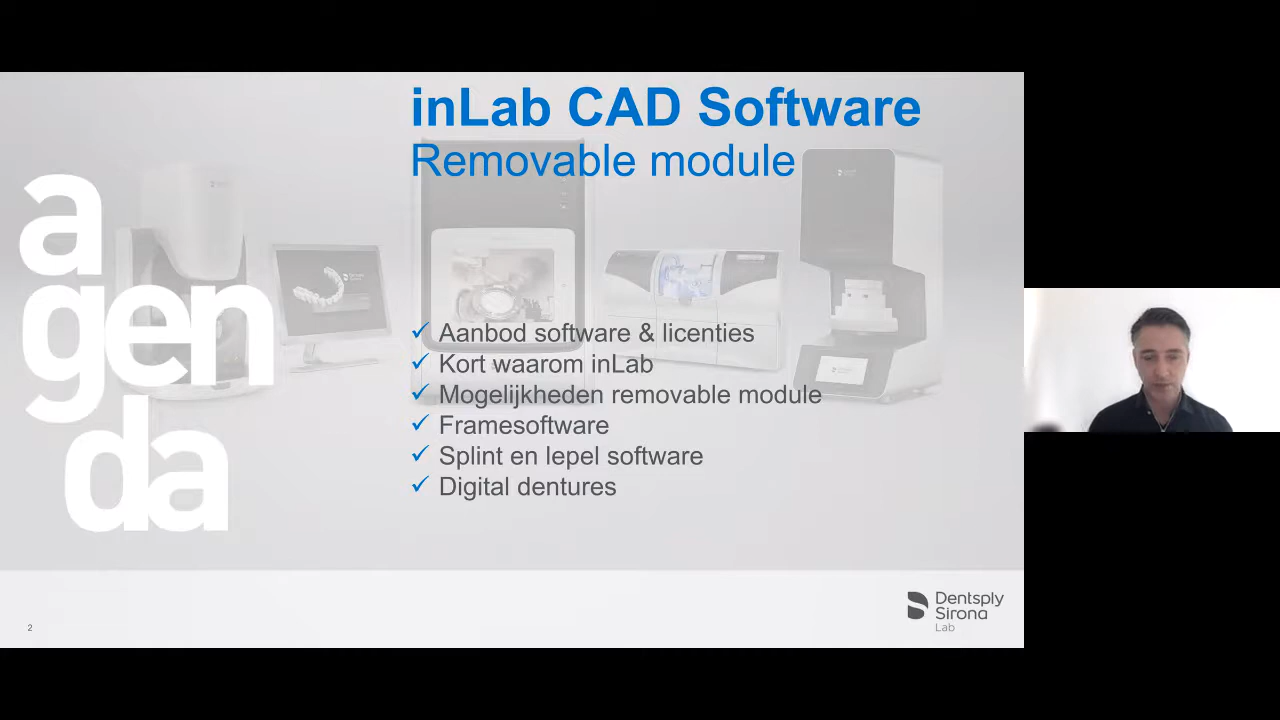 inLab CAD Software
Removable module
a
gen
da
✓ Aanbod software & licenties
✓ Kort waarom inLab
✓ Mogelijkheden removable module
✓ Framesoftware
✓ Splint en lepel software
✓ Digital dentures
2
Dentsply
Sirona
Lab